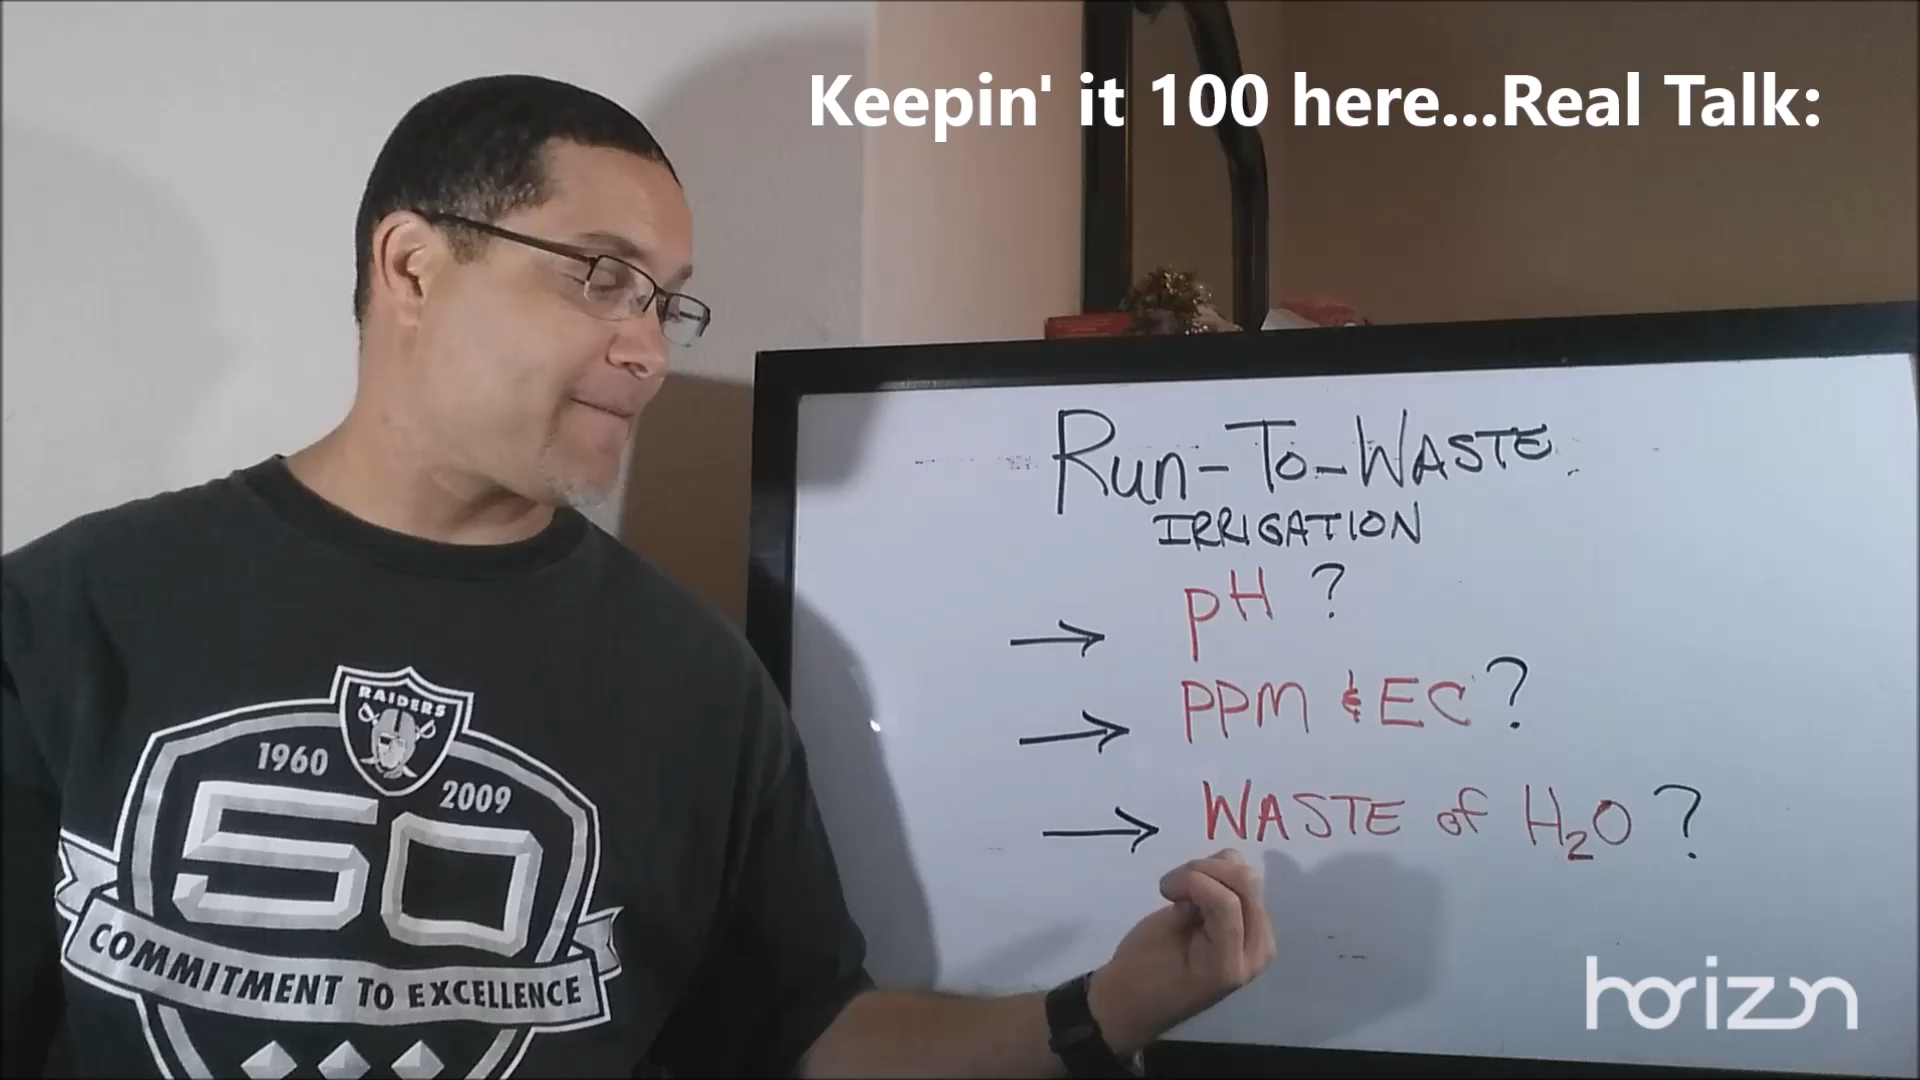 Keepin' it 100 here...Real Talk:
Run-To-WASTE
IRRIGATION
→ pH ?
→ PPM & EC ?
→ WASTE of H₂O ?
RAIDERS
1960
2009
50
COMMITMENT TO EXCELLENCE
horizon